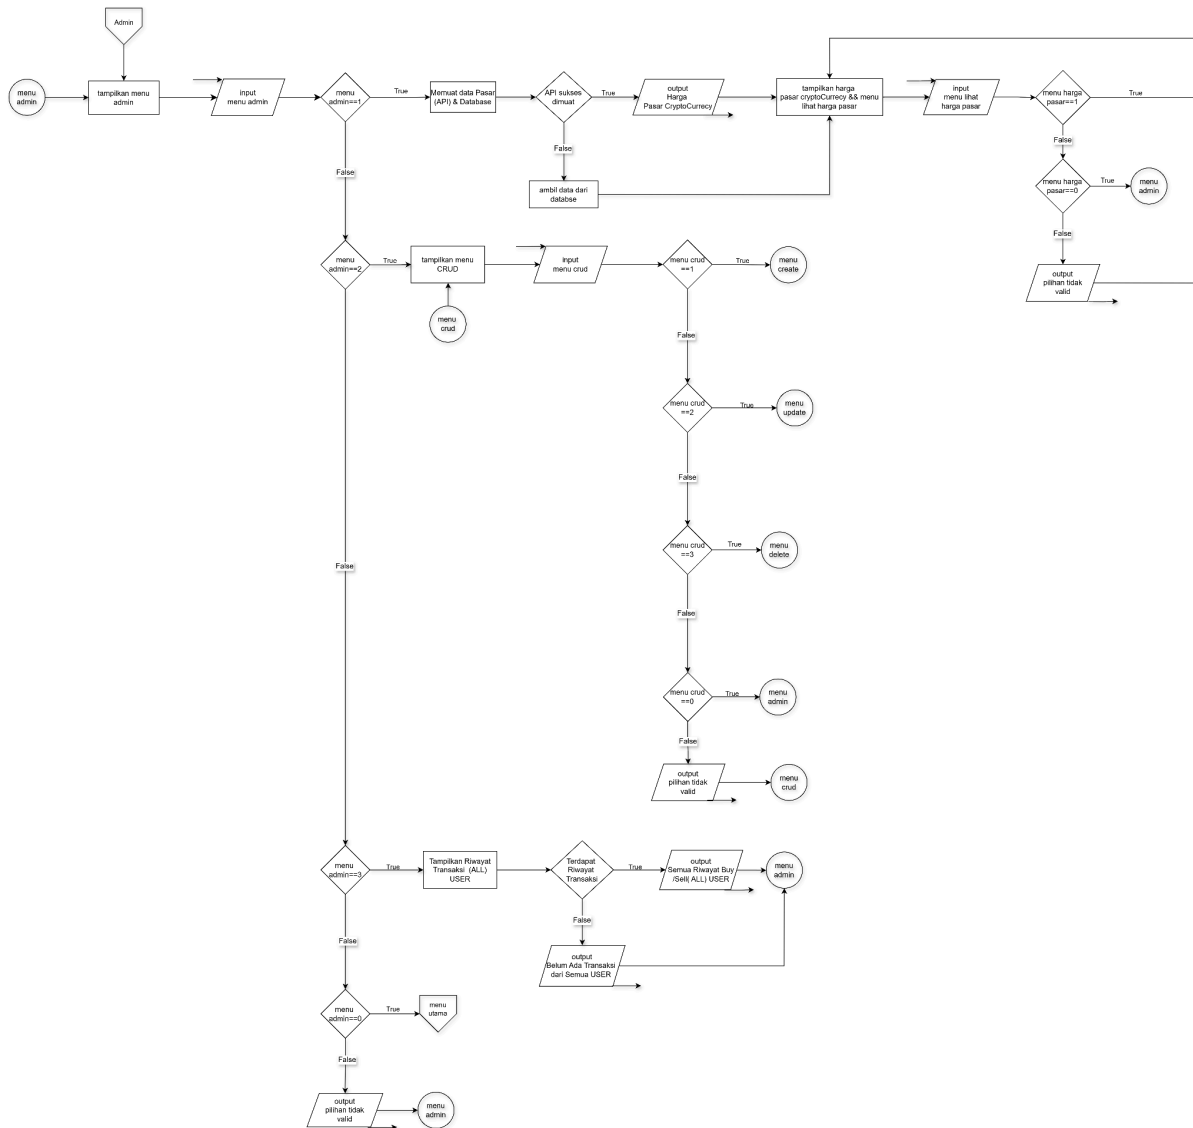 Admin
menu
admin
tampilkan menu
admin
input
menu admin
menu
admin==1
True
Memuat data Pasar
(API) & Database
API sukses
dimuat
True
output
Harga
Pasar CryptoCurrecy
tampilkan harga
pasar cryptoCurrecy && menu
lihat harga pasar
input
menu lihat
harga pasar
menu harga
pasar==1
True
False
False
menu harga
pasar==0
True
menu
admin
False
ambil data dari
databse
False
output
pilihan tidak
valid
menu
admin==2
True
tampilkan menu
CRUD
input
menu crud
menu crud
==1
True
menu
create
menu
crud
False
menu crud
==2
True
menu
update
False
menu crud
==3
True
menu
delete
False
False
menu crud
==0
True
menu
admin
False
output
pilihan tidak
valid
menu
crud
menu
admin==3
True
Tampilkan Riwayat
Transaksi (ALL)
USER
Terdapat
Riwayat
Transaksi
True
output
Semua Riwayat Buy
/Sell( ALL) USER
menu
admin
False
output
Belum Ada Transaksi
dari Semua USER
False
menu
admin==0
True
menu
utama
False
output
pilihan tidak
valid
menu
admin